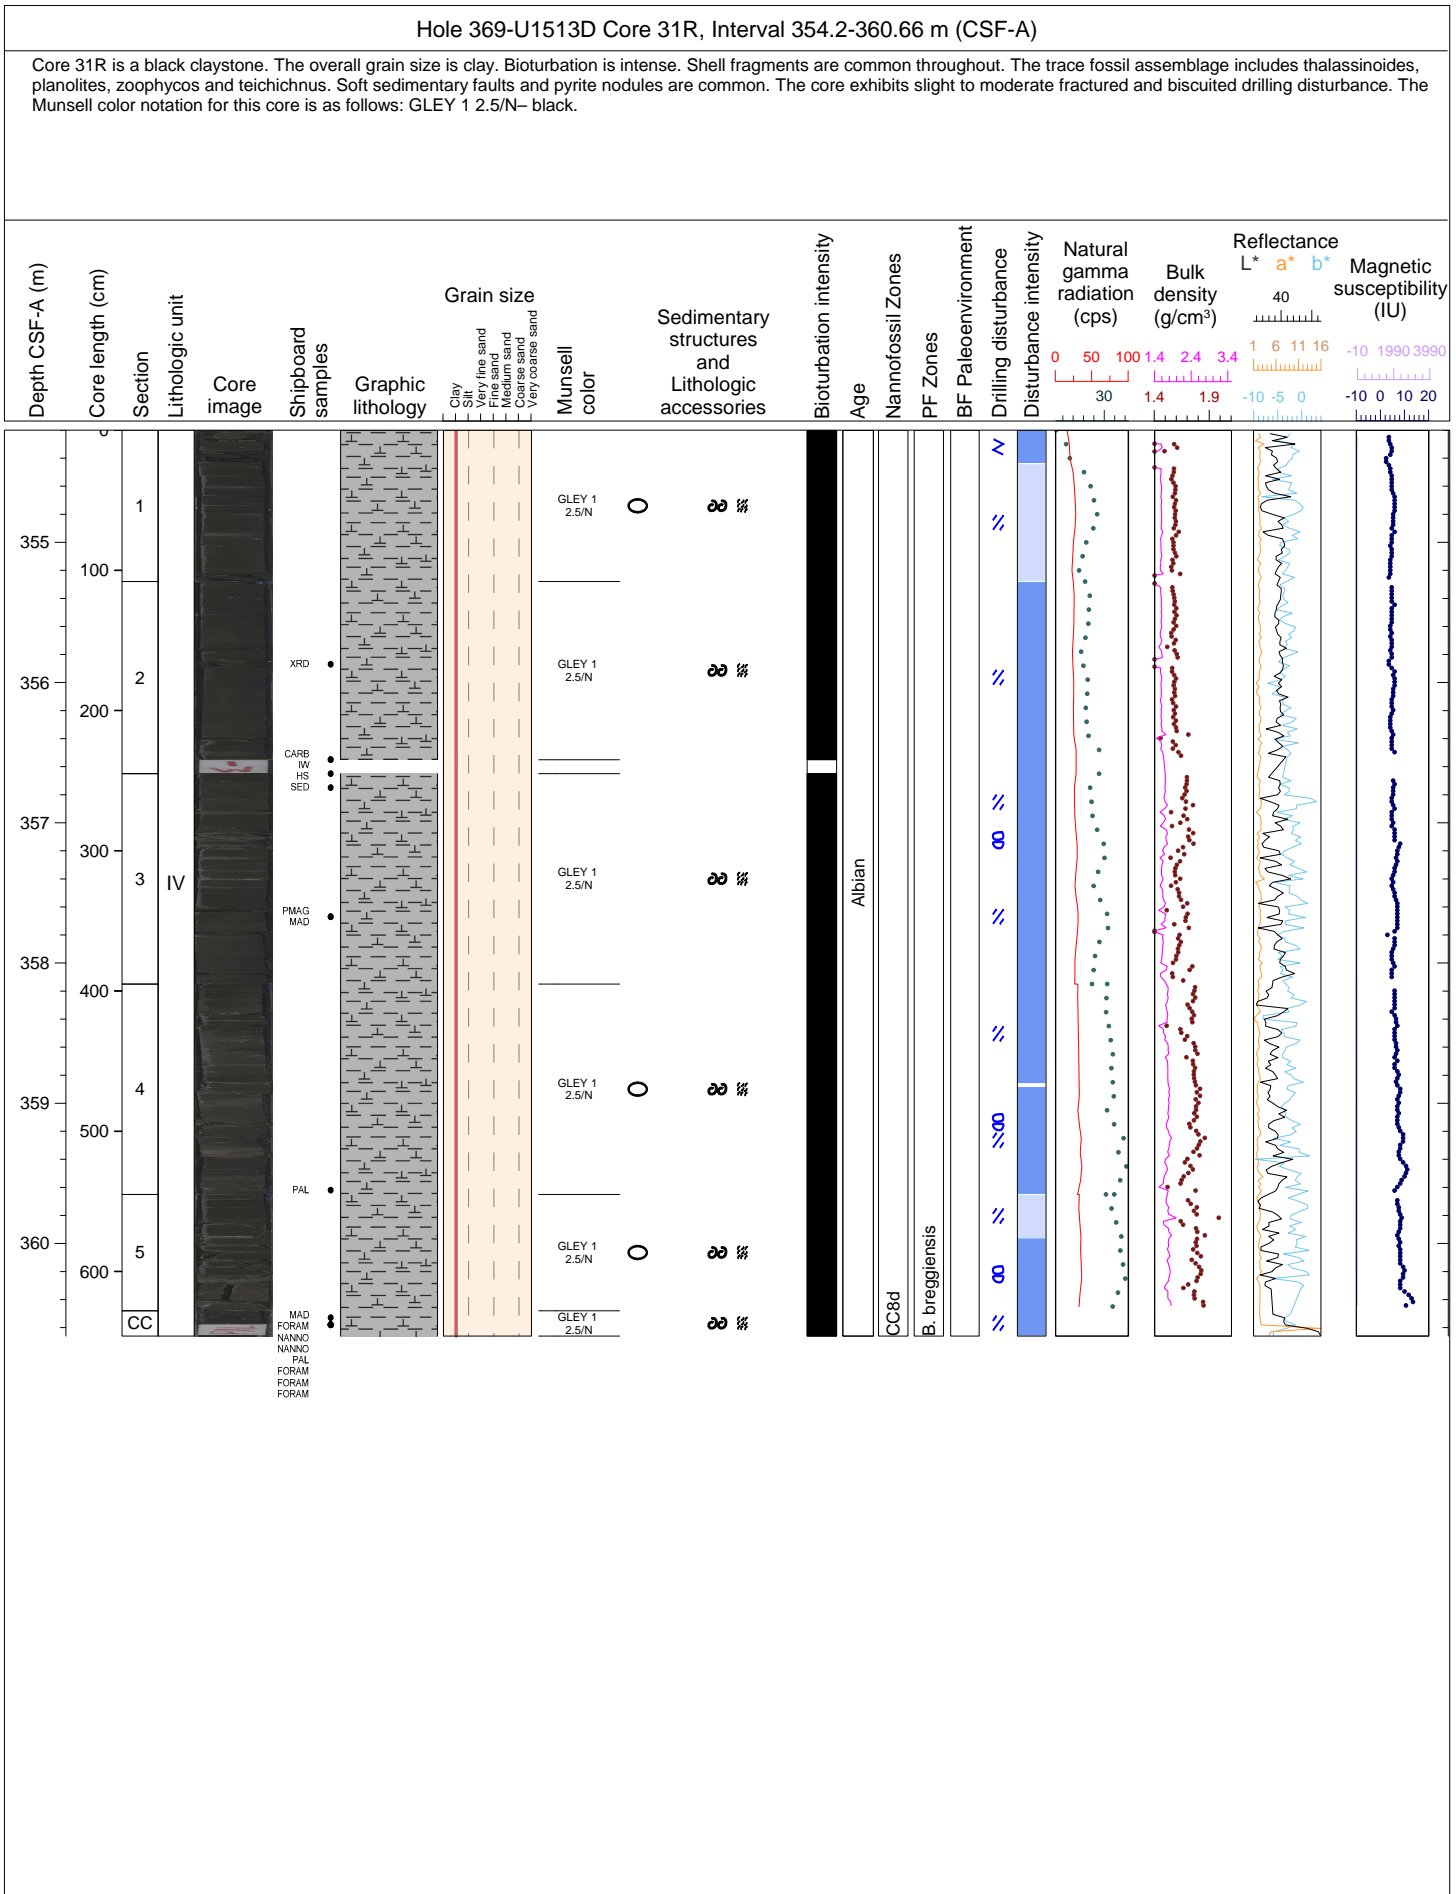 Hole 369-U1513D Core 31R, Interval 354.2-360.66 m (CSF-A)
Core 31R is a black claystone. The overall grain size is clay. Bioturbation is intense. Shell fragments are common throughout. The trace fossil assemblage includes thalassinoides,
planolites, zoophycos and teichichnus. Soft sedimentary faults and pyrite nodules are common. The core exhibits slight to moderate fractured and biscuited drilling disturbance. The
Munsell color notation for this core is as follows: GLEY 1 2.5/N– black.
Depth CSF-A (m)
Core length (cm)
Section
Lithologic unit
Core
image
Shipboard
samples
Graphic
lithology
Grain size
Clay
Silt
Very fine sand
Fine sand
Medium sand
Coarse sand
Very coarse sand
Munsell
color
Sedimentary
structures
and
Lithologic
accessories
Bioturbation intensity
Age
Nannofossil Zones
PF Zones
BF Paleoenvironment
Drilling disturbance
Disturbance intensity
Natural
gamma
radiation
(cps)
0 50 100
30
Bulk
density
(g/cm³)
1.4 2.4 3.4
1.4 1.9
Reflectance
L* a* b*
40
1 6 11 16
-10 -5 0
Magnetic
susceptibility
(IU)
-10 1990 3990
-10 0 10 20
0
1
GLEY 1
2.5/N
355
100
XRD
2
GLEY 1
2.5/N
356
200
CARB
IW
HS
SED
357
300
3
IV
GLEY 1
2.5/N
Albian
PMAG
MAD
358
400
4
GLEY 1
2.5/N
359
500
PAL
360
5
GLEY 1
2.5/N
600
CC8d
B. breggiensis
CC
GLEY 1
2.5/N
MAD
FORAM
NANNO
NANNO
PAL
FORAM
FORAM
FORAM